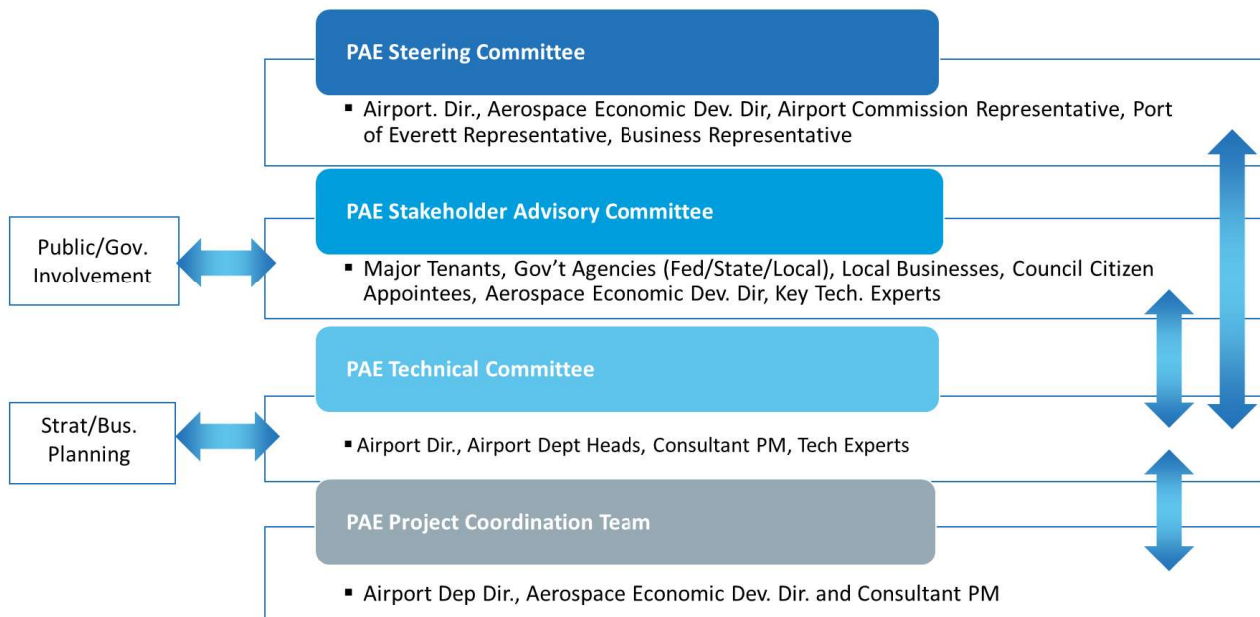 PAE Steering Committee
▪ Airport. Dir., Aerospace Economic Dev. Dir, Airport Commission Representative, Port
of Everett Representative, Business Representative
PAE Stakeholder Advisory Committee
Public/Gov.
Involvement
▪ Major Tenants, Gov't Agencies (Fed/State/Local), Local Businesses, Council Citizen
Appointees, Aerospace Economic Dev. Dir, Key Tech. Experts
PAE Technical Committee
Strat/Bus.
Planning
▪ Airport Dir., Airport Dept Heads, Consultant PM, Tech Experts
PAE Project Coordination Team
▪ Airport Dep Dir., Aerospace Economic Dev. Dir. and Consultant PM